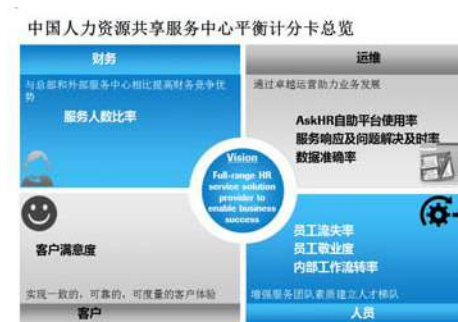 中国人力资源共享服务中心平衡计分卡总览
财务
与总部和外部服务中心相比提高财务竞争优
势
服务人数比率
运维
通过卓越运营助力业务发展
AskHR自助平台使用率
服务响应及问题解决及时率
数据准确率
Vision
Full-range HR
service solution
provider to
enable business
success
客户满意度
实现一致的，可靠的，可度量的客户体验
客户
员工流失率
员工敬业度
内部工作流转率
增强服务团队素质建立人才梯队
人员